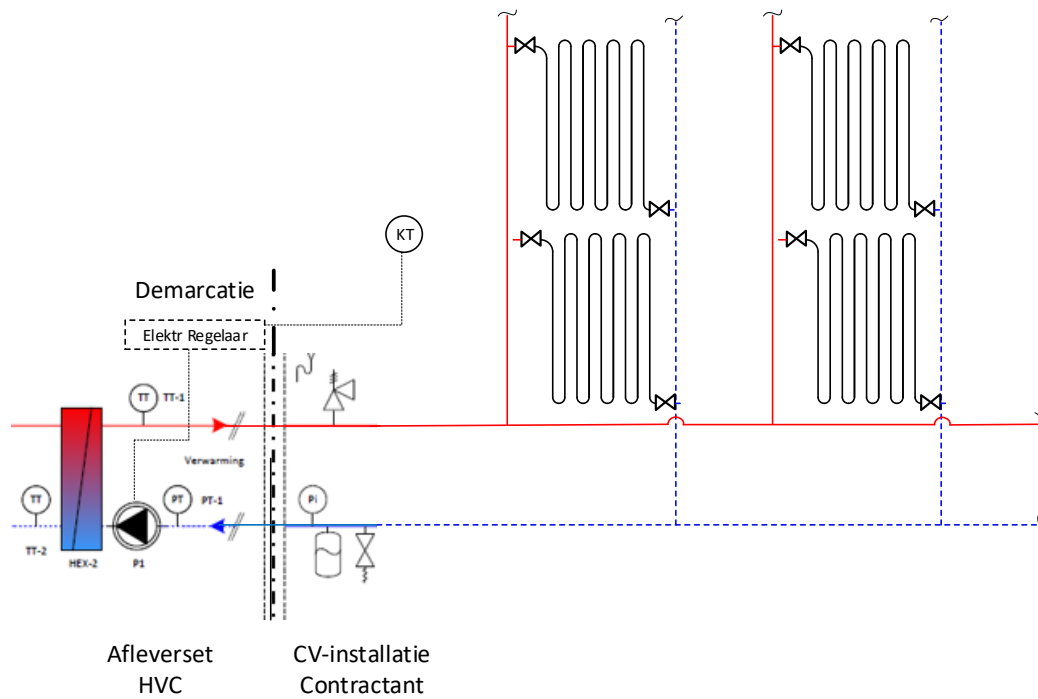 KT
Demarcatie
Elektr Regelaar
TT TT-1
Verwarming
TT
PT PT-1
Pi
TT-2
HEX-2
P1
Afleverset
HVC
CV-installatie
Contractant